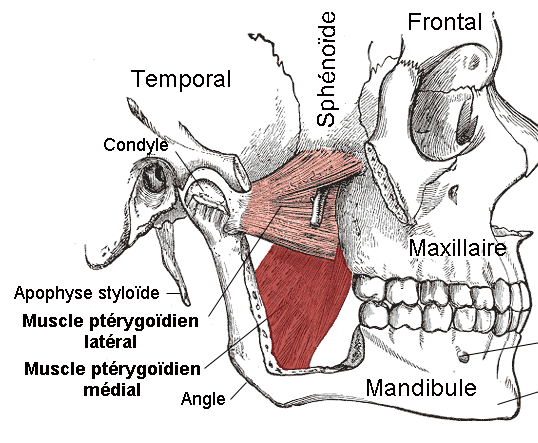 Frontal
Sphénoïde
Temporal
Condyle
Maxillaire
Apophyse styloïde
Muscle ptérygoïdien
latéral
Muscle ptérygoïdien
médial
Angle
Mandibule